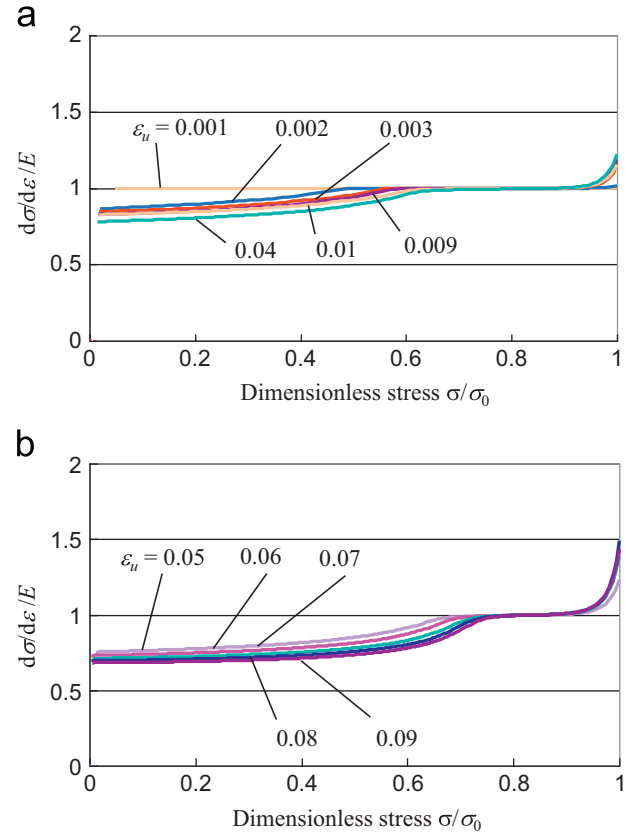 a
2
1.5
1
0.5
0
dσ/dε/E
εu = 0.001
0.002
0.003
0.04
0.01
0.009
0 0.2 0.4 0.6 0.8 1
Dimensionless stress σ/σ0
b
2
1.5
1
0.5
0
dσ/dε/E
εu = 0.05
0.06
0.07
0.08
0.09
0 0.2 0.4 0.6 0.8 1
Dimensionless stress σ/σ0